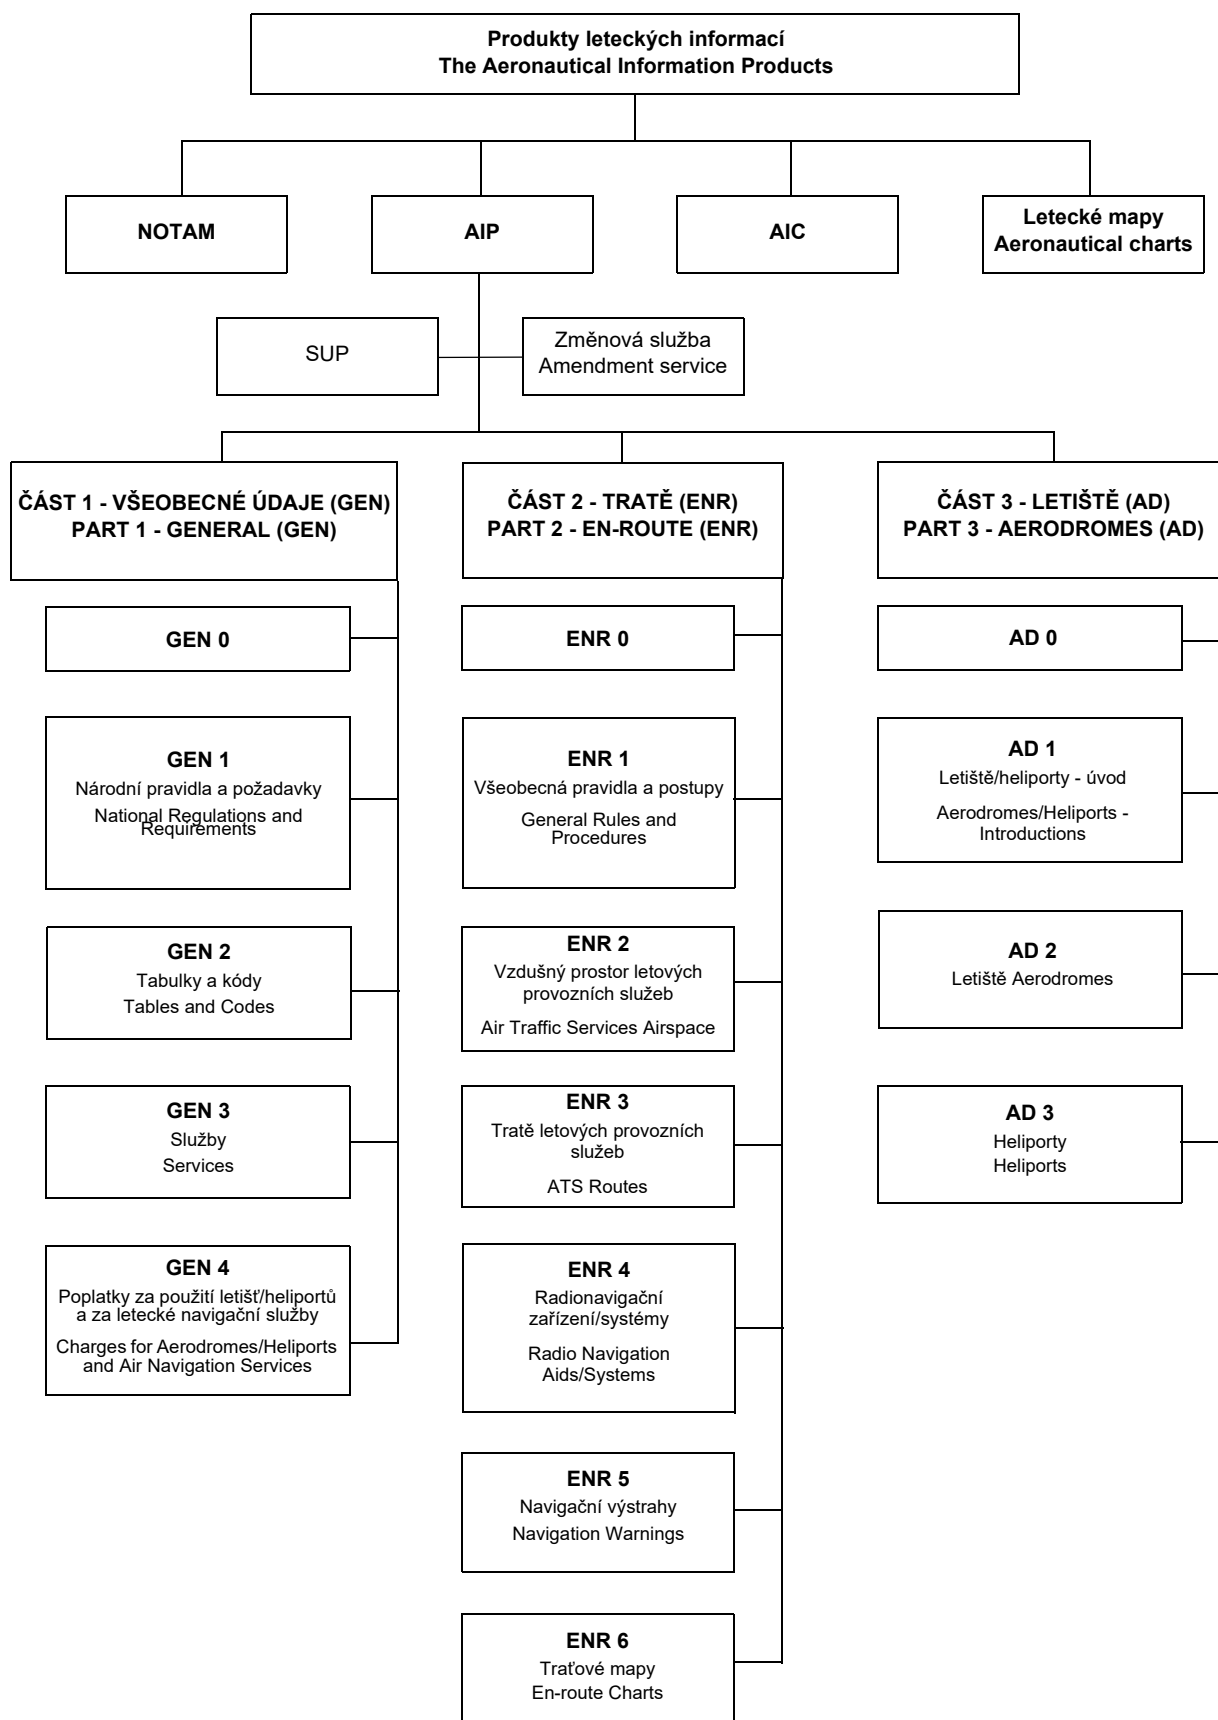 Produkty leteckých informací
The Aeronautical Information Products
NOTAM
AIP
AIC
Letecké mapy
Aeronautical charts
SUP
Změnová služba
Amendment service
ČÁST 1 - VŠEOBECNÉ ÚDAJE (GEN)
PART 1 - GENERAL (GEN)
ČÁST 2 - TRATĚ (ENR)
PART 2 - EN-ROUTE (ENR)
ČÁST 3 - LETIŠTĚ (AD)
PART 3 - AERODROMES (AD)
GEN 0
GEN 1
Národní pravidla a požadavky
National Regulations and
Requirements
GEN 2
Tabulky a kódy
Tables and Codes
GEN 3
Služby
Services
GEN 4
Poplatky za použití letišť/heliportů
a za letecké navigační služby
Charges for Aerodromes/Heliports
and Air Navigation Services
ENR 0
ENR 1
Všeobecná pravidla a postupy
General Rules and
Procedures
ENR 2
Vzdušný prostor letových
provozních služeb
Air Traffic Services Airspace
ENR 3
Tratě letových provozních
služeb
ATS Routes
ENR 4
Radionavigační
zařízení/systémy
Radio Navigation
Aids/Systems
ENR 5
Navigační výstrahy
Navigation Warnings
ENR 6
Traťové mapy
En-route Charts
AD 0
AD 1
Letiště/heliporty - úvod
Aerodromes/Heliports -
Introductions
AD 2
Letiště Aerodromes
AD 3
Heliporty
Heliports